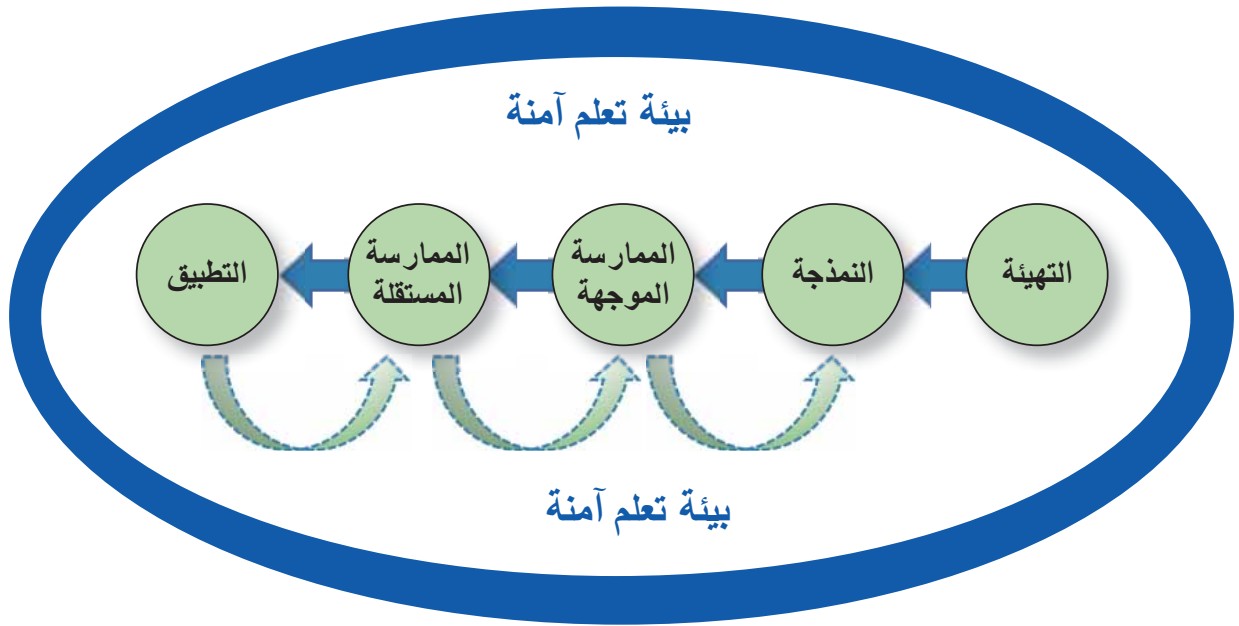 بيئة تعلم آمنة
التهيئة
النمذجة
الممارسة
الموجهة
الممارسة
المستقلة
التطبيق
بيئة تعلم آمنة